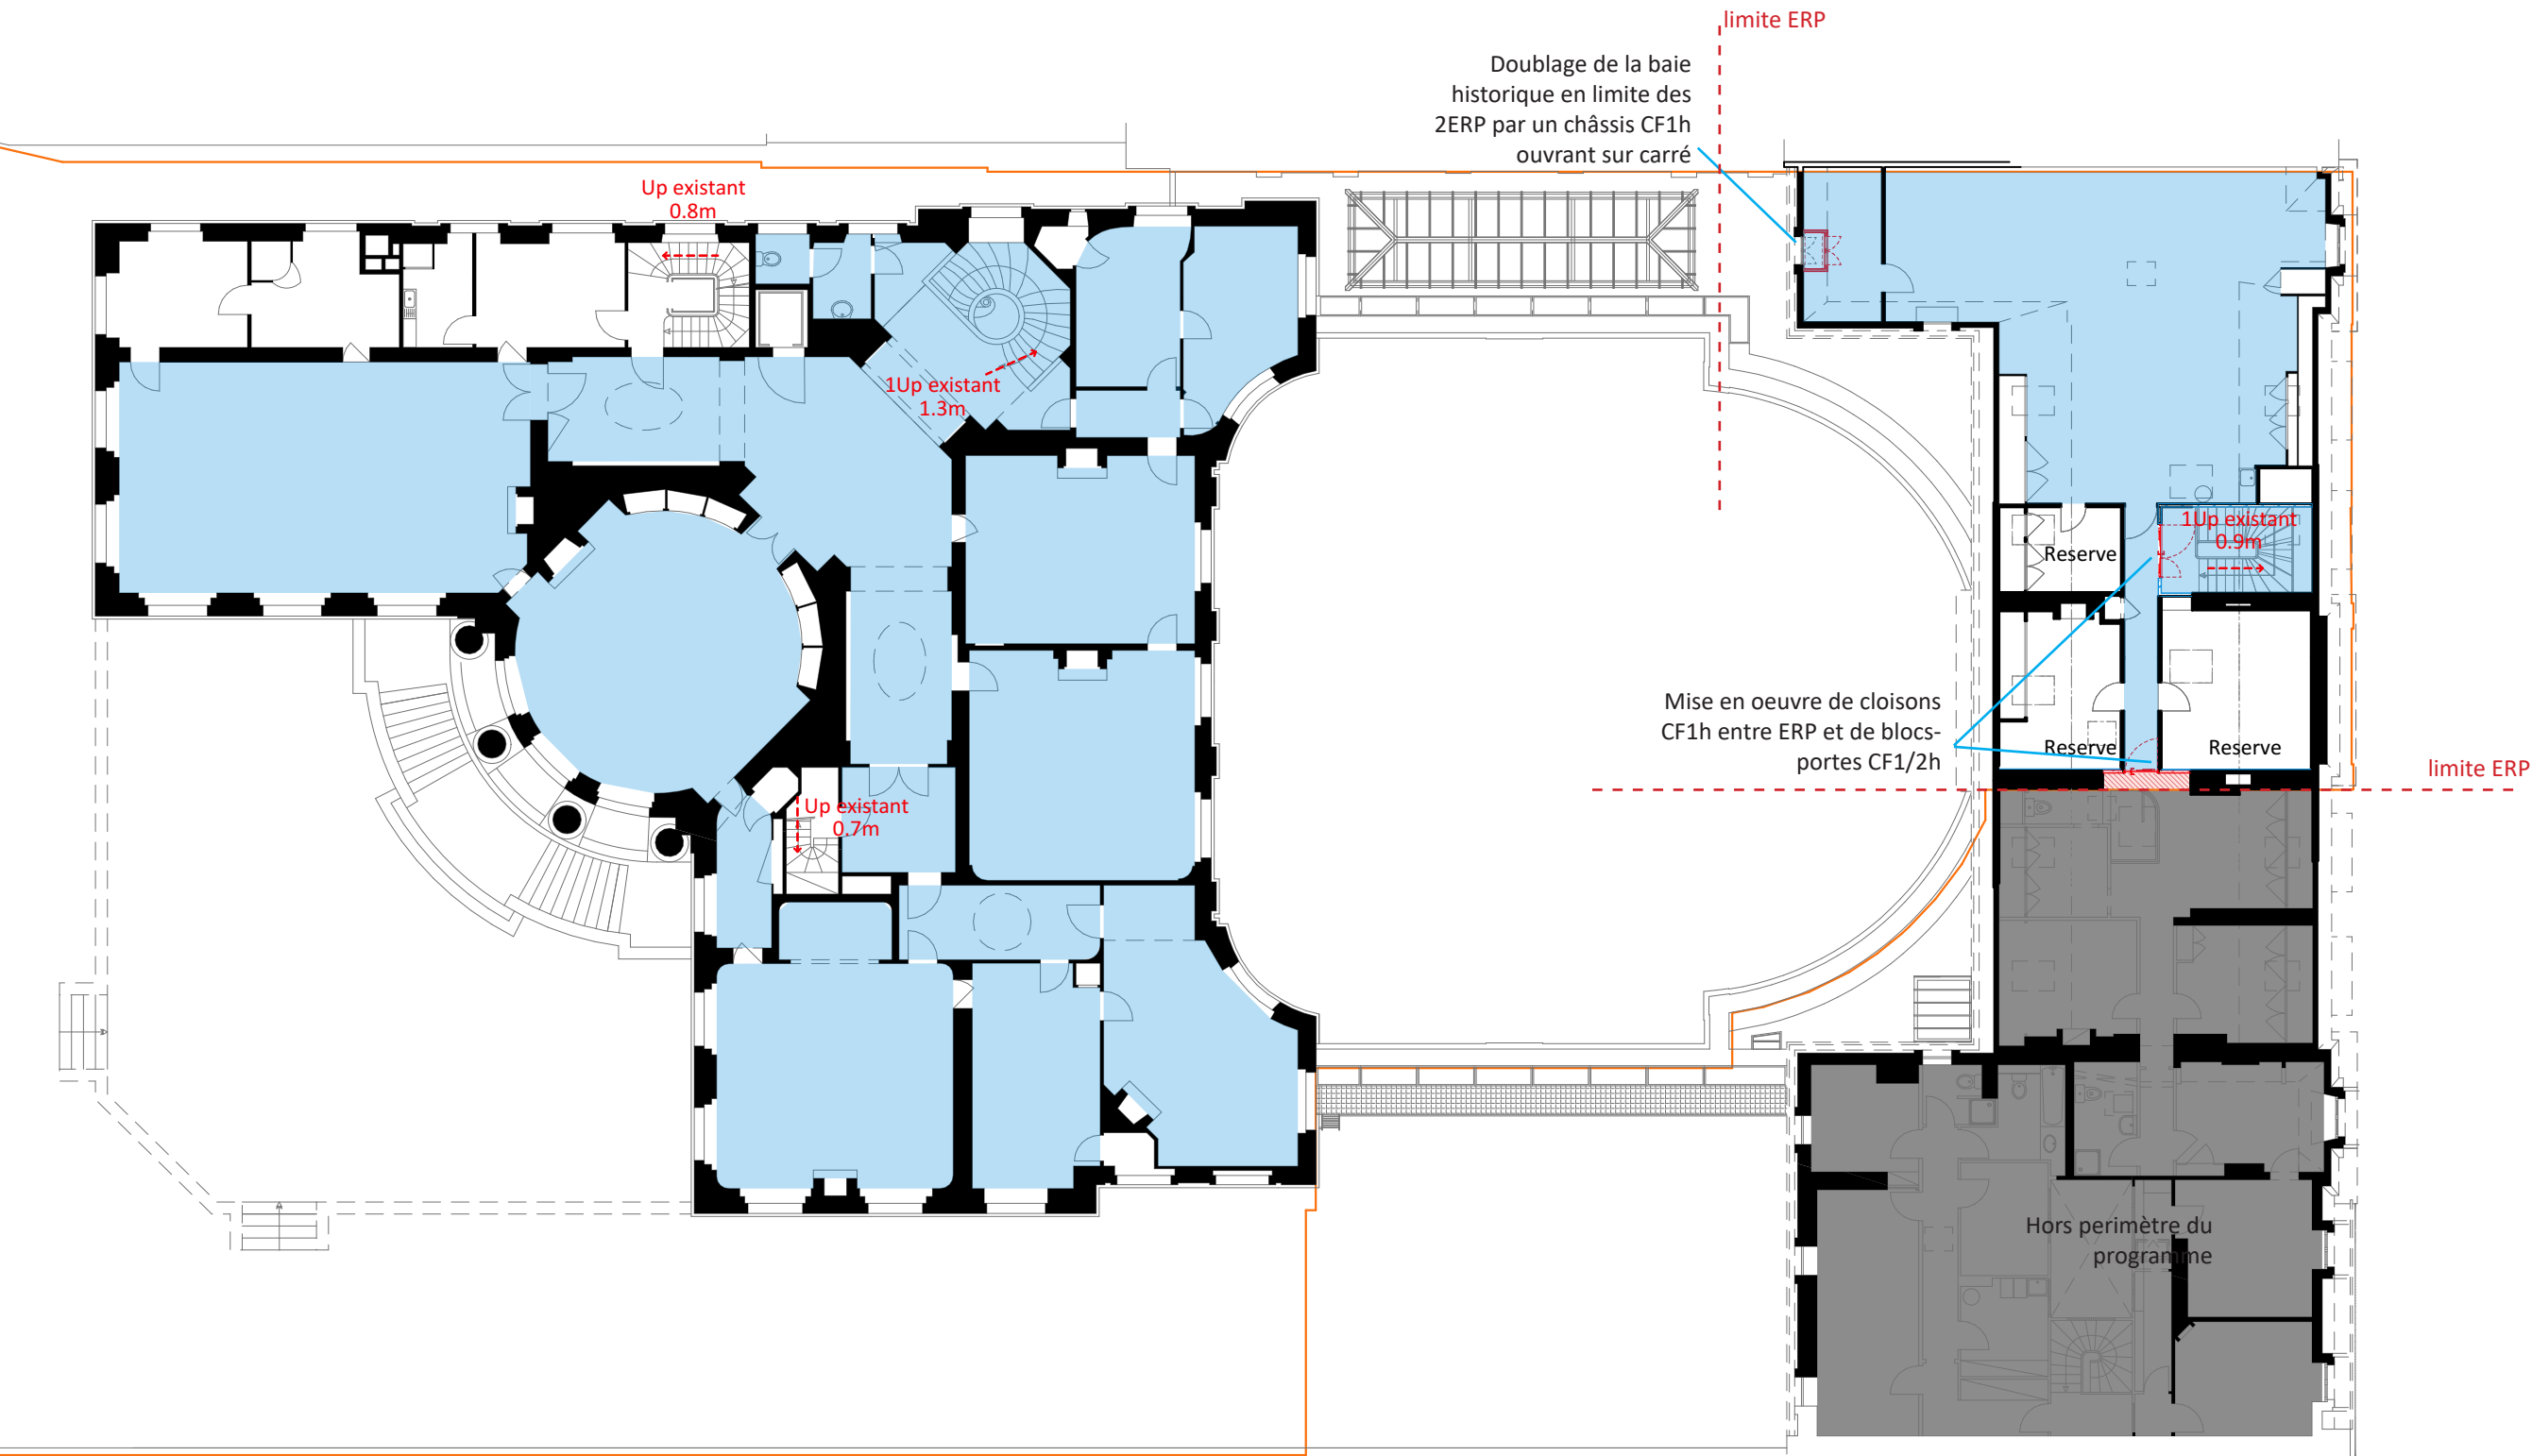 limite ERP
Doublage de la baie
historique en limite des
2ERP par un châssis CF1h
ouvrant sur carré
Up existant
0.8m
1Up existant
1.3m
1Up existant
0.9m
Reserve
Mise en oeuvre de cloisons
CF1h entre ERP et de blocs-
portes CF1/2h
Reserve
Reserve
limite ERP
Up existant
0.7m
Hors perimètre du
programme